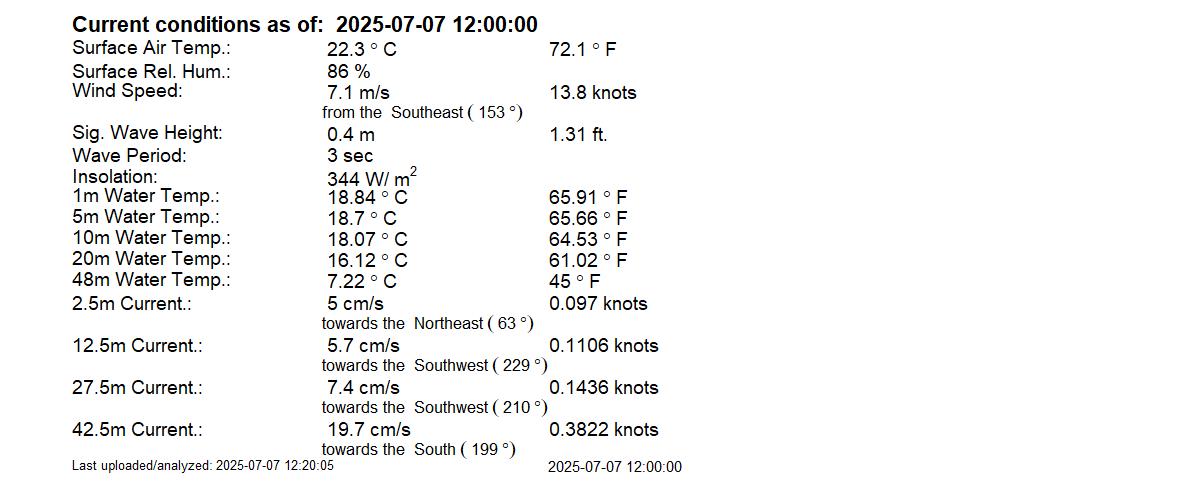 Current conditions as of: 2025-07-07 12:00:00
Surface Air Temp.: 22.3 ° C 72.1 ° F
Surface Rel. Hum.: 86 %
Wind Speed: 7.1 m/s 13.8 knots
from the Southeast ( 153 °)
Sig. Wave Height: 0.4 m 1.31 ft.
Wave Period: 3 sec
Insolation: 344 W/ m²
1m Water Temp.: 18.84 ° C 65.91 ° F
5m Water Temp.: 18.7 ° C 65.66 ° F
10m Water Temp.: 18.07 ° C 64.53 ° F
20m Water Temp.: 16.12 ° C 61.02 ° F
48m Water Temp.: 7.22 ° C 45 ° F
2.5m Current.: 5 cm/s 0.097 knots
towards the Northeast ( 63 °)
12.5m Current.: 5.7 cm/s 0.1106 knots
towards the Southwest ( 229 °)
27.5m Current.: 7.4 cm/s 0.1436 knots
towards the Southwest ( 210 °)
42.5m Current.: 19.7 cm/s 0.3822 knots
towards the South ( 199 °)
Last uploaded/analyzed: 2025-07-07 12:20:05 2025-07-07 12:00:00